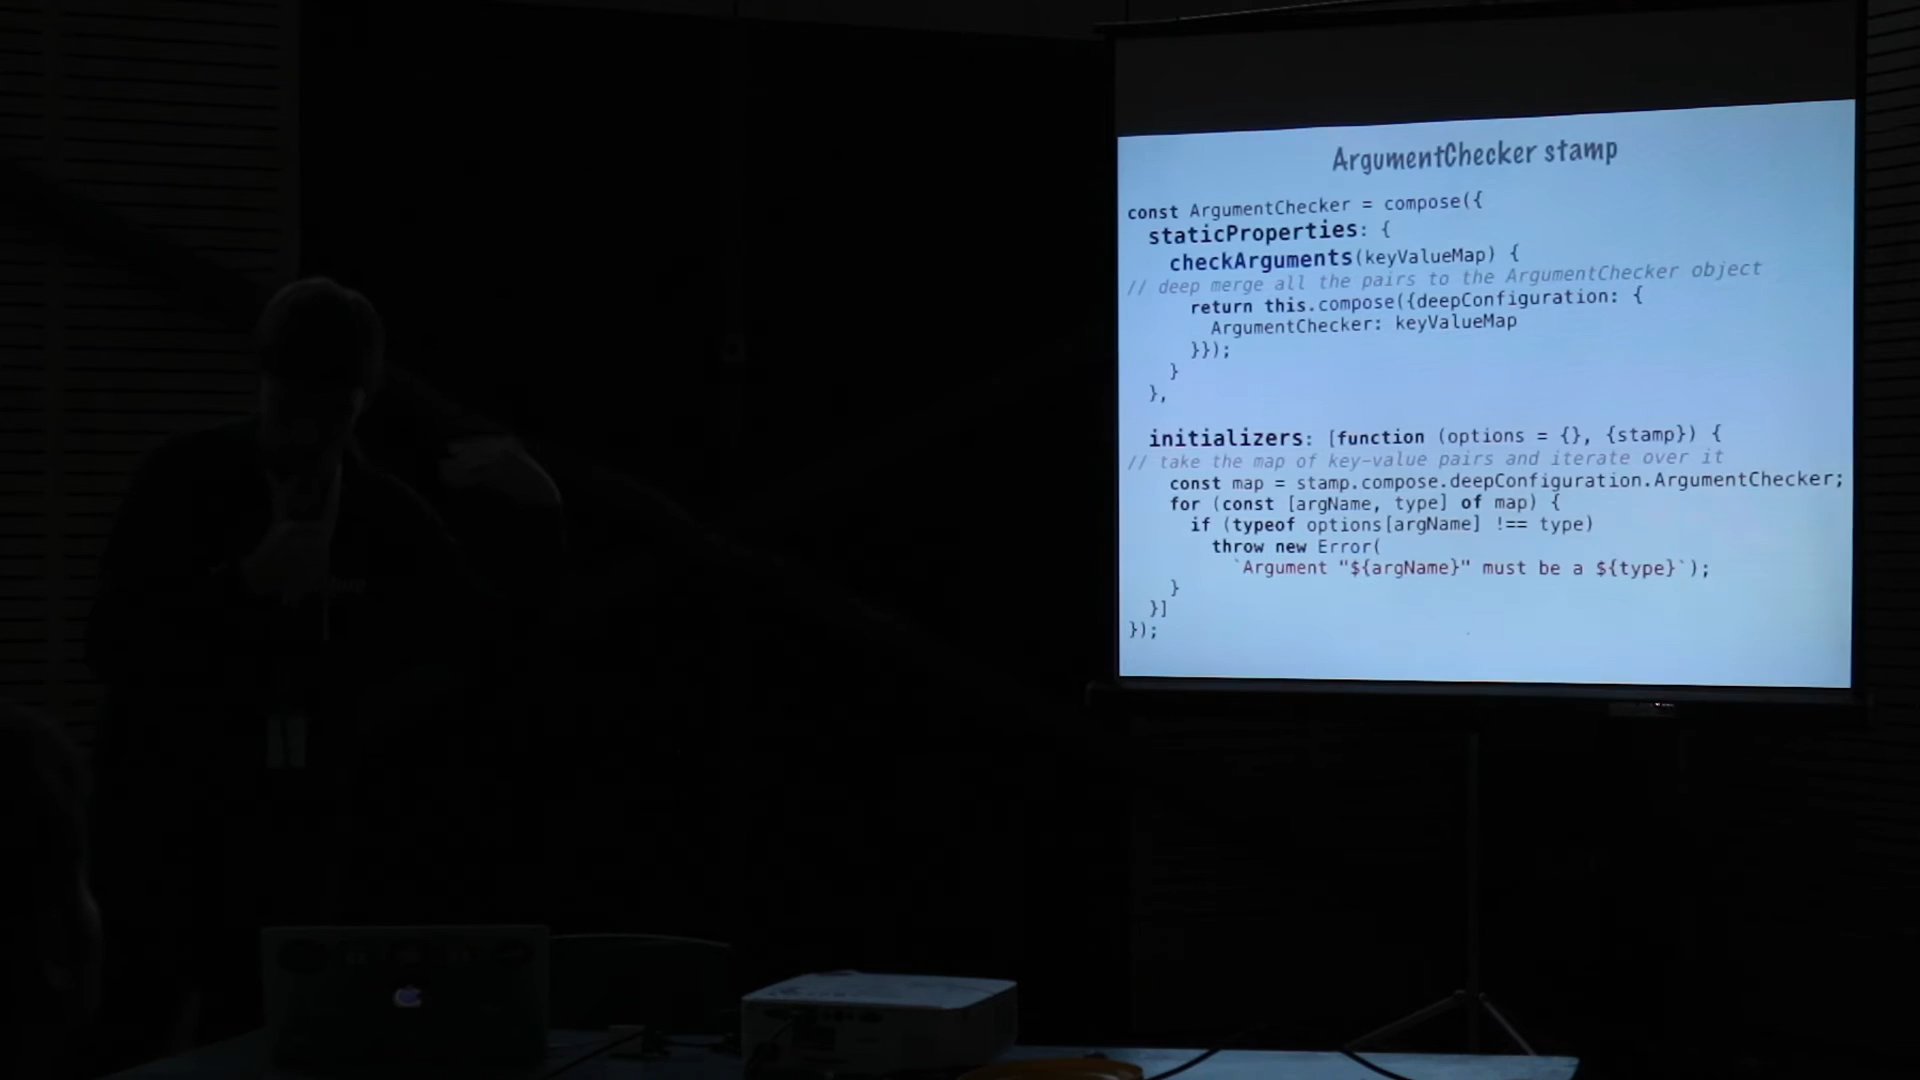 ArgumentChecker stamp
const ArgumentChecker = compose({
staticProperties: {
checkArguments(keyValueMap) {
// deep merge all the pairs to the ArgumentChecker object
return this.compose({deepConfiguration: {
ArgumentChecker: keyValueMap
}});
}
},
initializers: [function (options = {}, {stamp}) {
// take the map of key-value pairs and iterate over it
const map = stamp.compose.deepConfiguration.ArgumentChecker;
for (const [argName, type] of map) {
if (typeof options[argName] !== type)
throw new Error(
`Argument "${argName}" must be a ${type}`);
}
}]
});